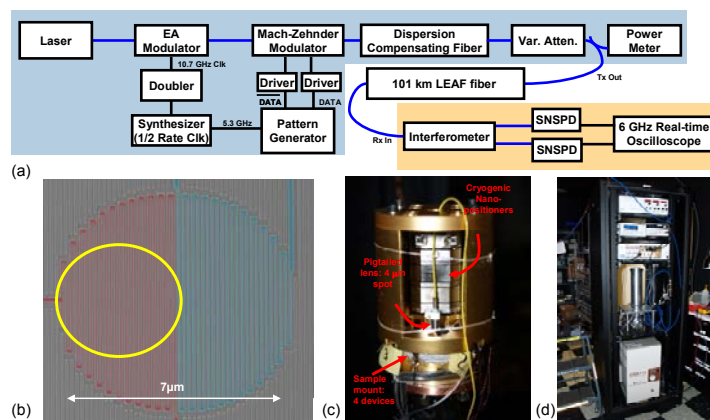 Laser
EA
Modulator
Mach-Zehnder
Modulator
Dispersion
Compensating Fiber
Var. Atten.
Power
Meter
10.7 GHz Clk
Tx Out
Doubler
Driver
Driver
101 km LEAF fiber
DATA
DATA
Synthesizer
(1/2 Rate Clk)
5.3 GHz
Pattern
Generator
Rx In
Interferometer
SNSPD
SNSPD
6 GHz Real-time
Oscilloscope
(a)
7µm
(b)
Cryogenic
Nano-
positioners
Pigtailed
lens: 4 µm
spot
Sample
mount:
4 devices
(c)
(d)